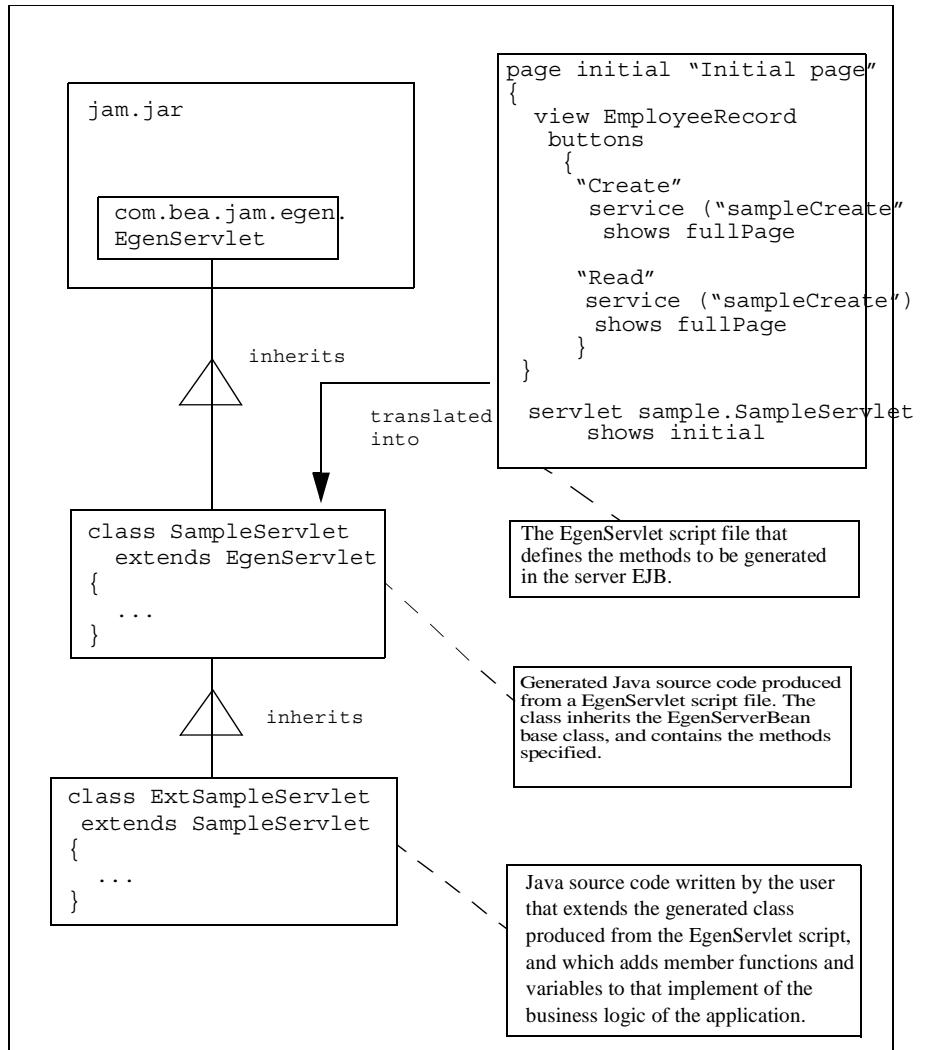 jam.jar
com.bea.jam.egen.
EgenServlet
inherits
page initial “Initial page”
{
view EmployeeRecord
buttons
{
“Create”
service (“sampleCreate”
shows fullPage
“Read”
service (“sampleCreate”)
shows fullPage
}
}
servlet sample.SampleServlet
shows initial
translated
into
The EgenServlet script file that
defines the methods to be generated
in the server EJB.
class SampleServlet
extends EgenServlet
{
...
}
Generated Java source code produced
from a EgenServlet script file. The
class inherits the EgenServerBean
base class, and contains the methods
specified.
inherits
class ExtSampleServlet
extends SampleServlet
{
...
}
Java source code written by the user
that extends the generated class
produced from the EgenServlet script,
and which adds member functions and
variables to that implement of the
business logic of the application.